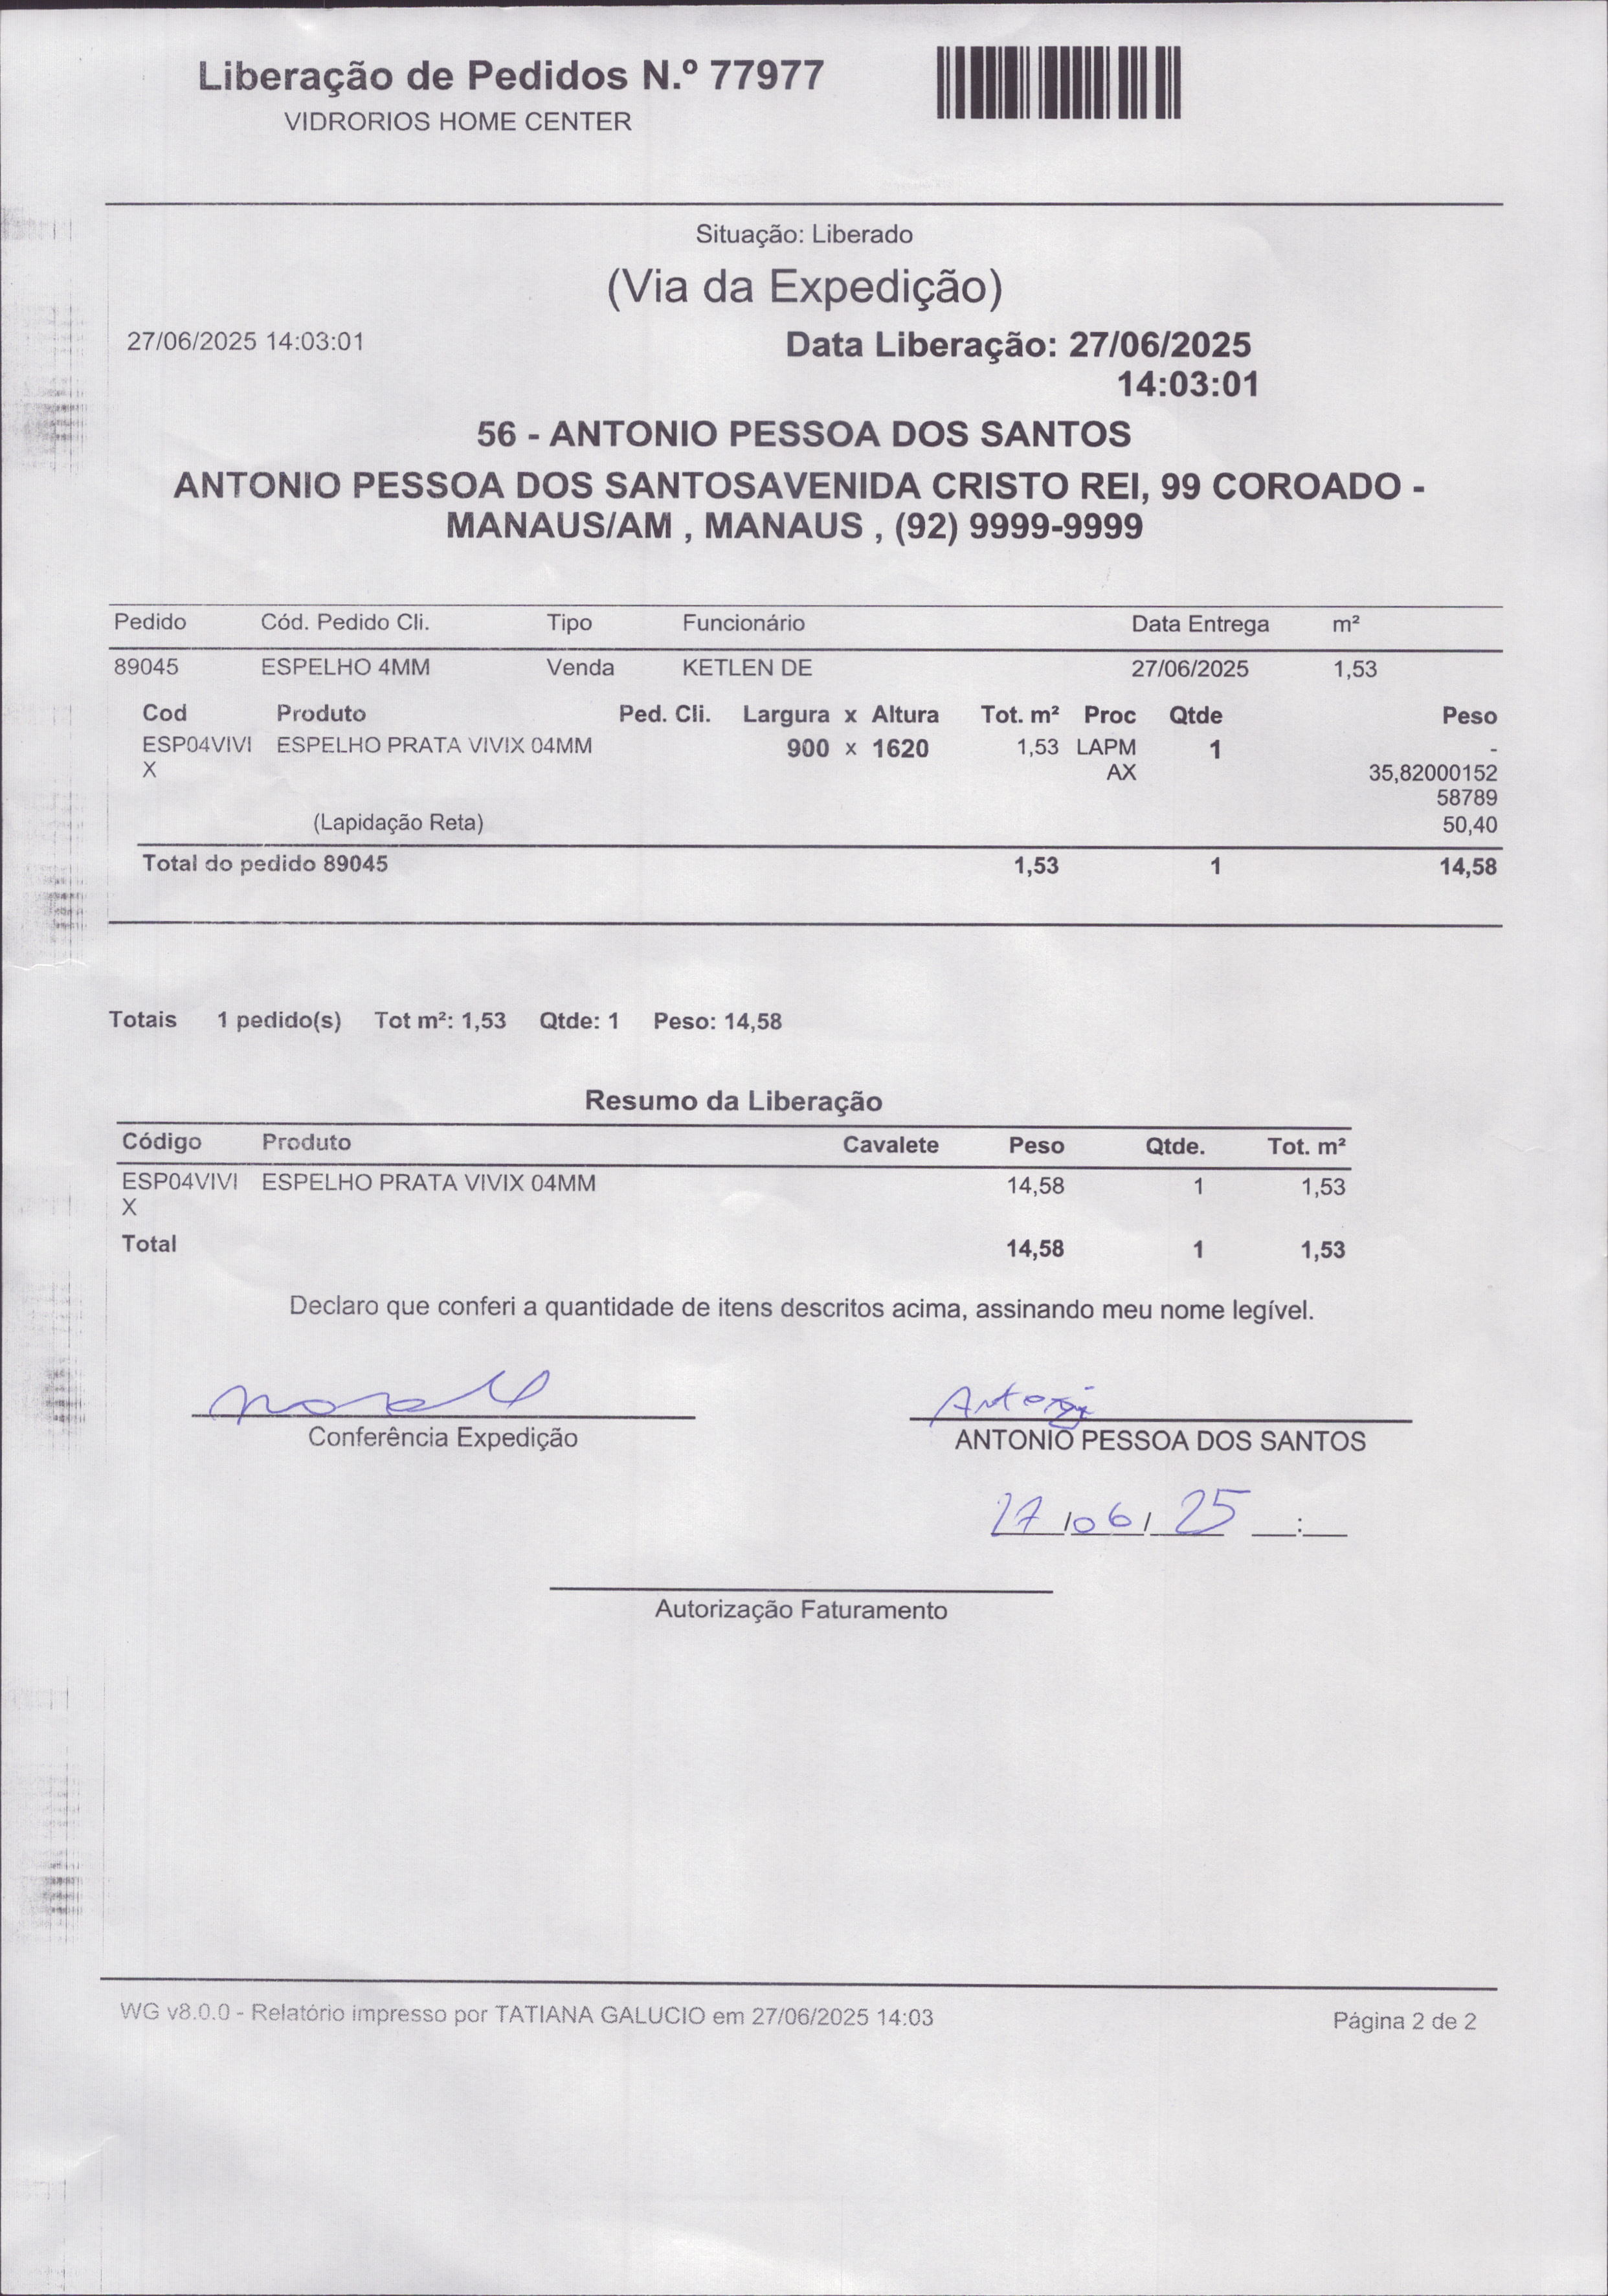 Liberação de Pedidos N.º 77977
VIDRORIOS HOME CENTER
Situação: Liberado
(Via da Expedição)
27/06/2025 14:03:01
Data Liberação: 27/06/2025
14:03:01
56 - ANTONIO PESSOA DOS SANTOS
ANTONIO PESSOA DOS SANTOSAVENIDA CRISTO REI, 99 COROADO -
MANAUS/AM , MANAUS , (92) 9999-9999
Pedido Cód. Pedido Cli. Tipo Funcionário Data Entrega m²
89045 ESPELHO 4MM Venda KETLEN DE 27/06/2025 1,53
Cod Produto Ped. Cli. Largura x Altura Tot. m² Proc Qtde Peso
ESP04VIVI ESPELHO PRATA VIVIX 04MM 900 x 1620 1,53 LAPM 1 -
X AX 35,82000152
58789
(Lapidação Reta) 50,40
Total do pedido 89045 1,53 1 14,58
Totais 1 pedido(s) Tot m²: 1,53 Qtde: 1 Peso: 14,58
Resumo da Liberação
Código Produto Cavalete Peso Qtde. Tot. m²
ESP04VIVI ESPELHO PRATA VIVIX 04MM 14,58 1 1,53
X
Total 14,58 1 1,53
Declaro que conferi a quantidade de itens descritos acima, assinando meu nome legível.
Conferência Expedição
ANTONIO PESSOA DOS SANTOS
27/06/25 __:__
Autorização Faturamento
WG v8.0.0 - Relatório impresso por TATIANA GALUCIO em 27/06/2025 14:03
Página 2 de 2